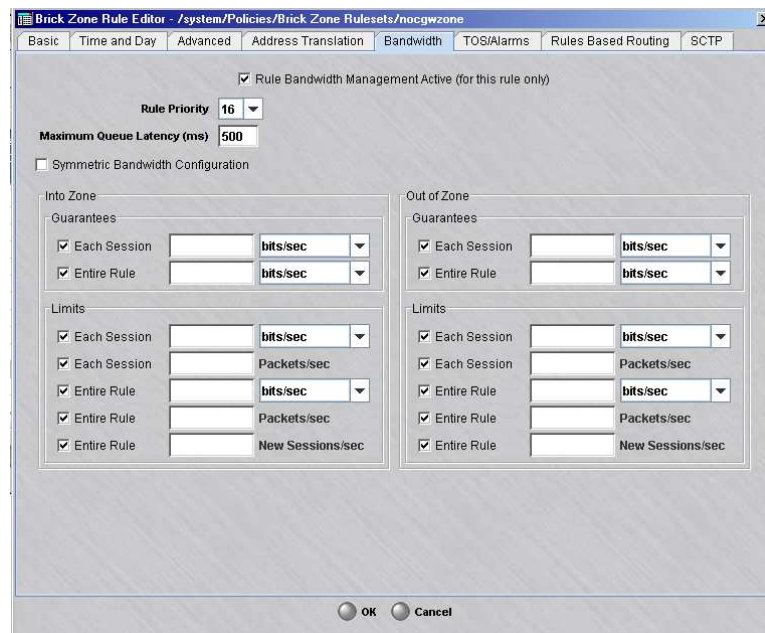 Brick Zone Rule Editor - /system/Policies/Brick Zone Rulesets/nocgwzone
Basic Time and Day Advanced Address Translation Bandwidth TOS/Alarms Rules Based Routing SCTP
Rule Bandwidth Management Active (for this rule only)
Rule Priority 16
Maximum Queue Latency (ms) 500
Symmetric Bandwidth Configuration
Into Zone
Guarantees
Each Session bits/sec
Entire Rule bits/sec
Limits
Each Session bits/sec
Each Session Packets/sec
Entire Rule bits/sec
Entire Rule Packets/sec
Entire Rule New Sessions/sec
Out of Zone
Guarantees
Each Session bits/sec
Entire Rule bits/sec
Limits
Each Session bits/sec
Each Session Packets/sec
Entire Rule bits/sec
Entire Rule Packets/sec
Entire Rule New Sessions/sec
OK Cancel